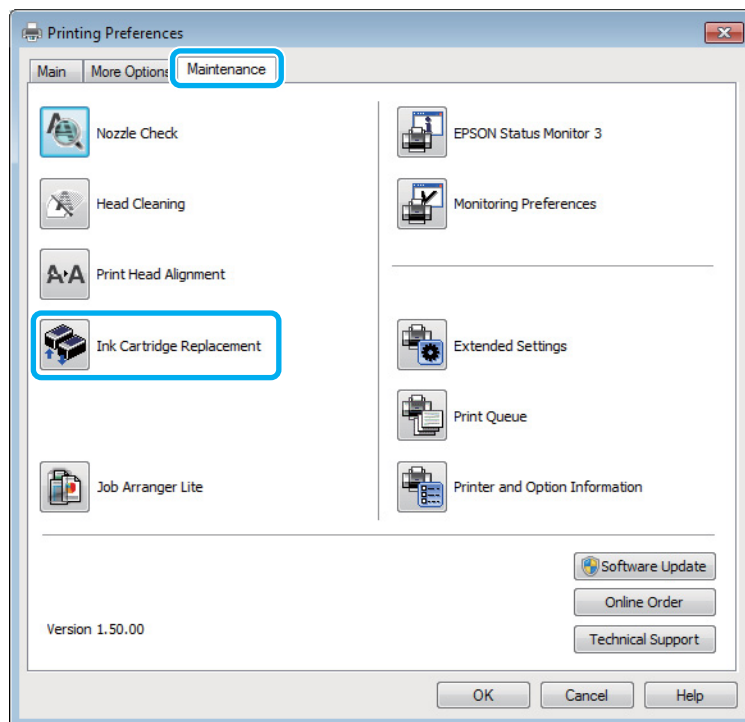 Printing Preferences
Main
More Options
Maintenance
Nozzle Check
EPSON Status Monitor 3
Head Cleaning
Monitoring Preferences
A A
Print Head Alignment
Ink Cartridge Replacement
Extended Settings
Print Queue
Job Arranger Lite
Printer and Option Information
Software Update
Online Order
Version 1.50.00
Technical Support
OK
Cancel
Help